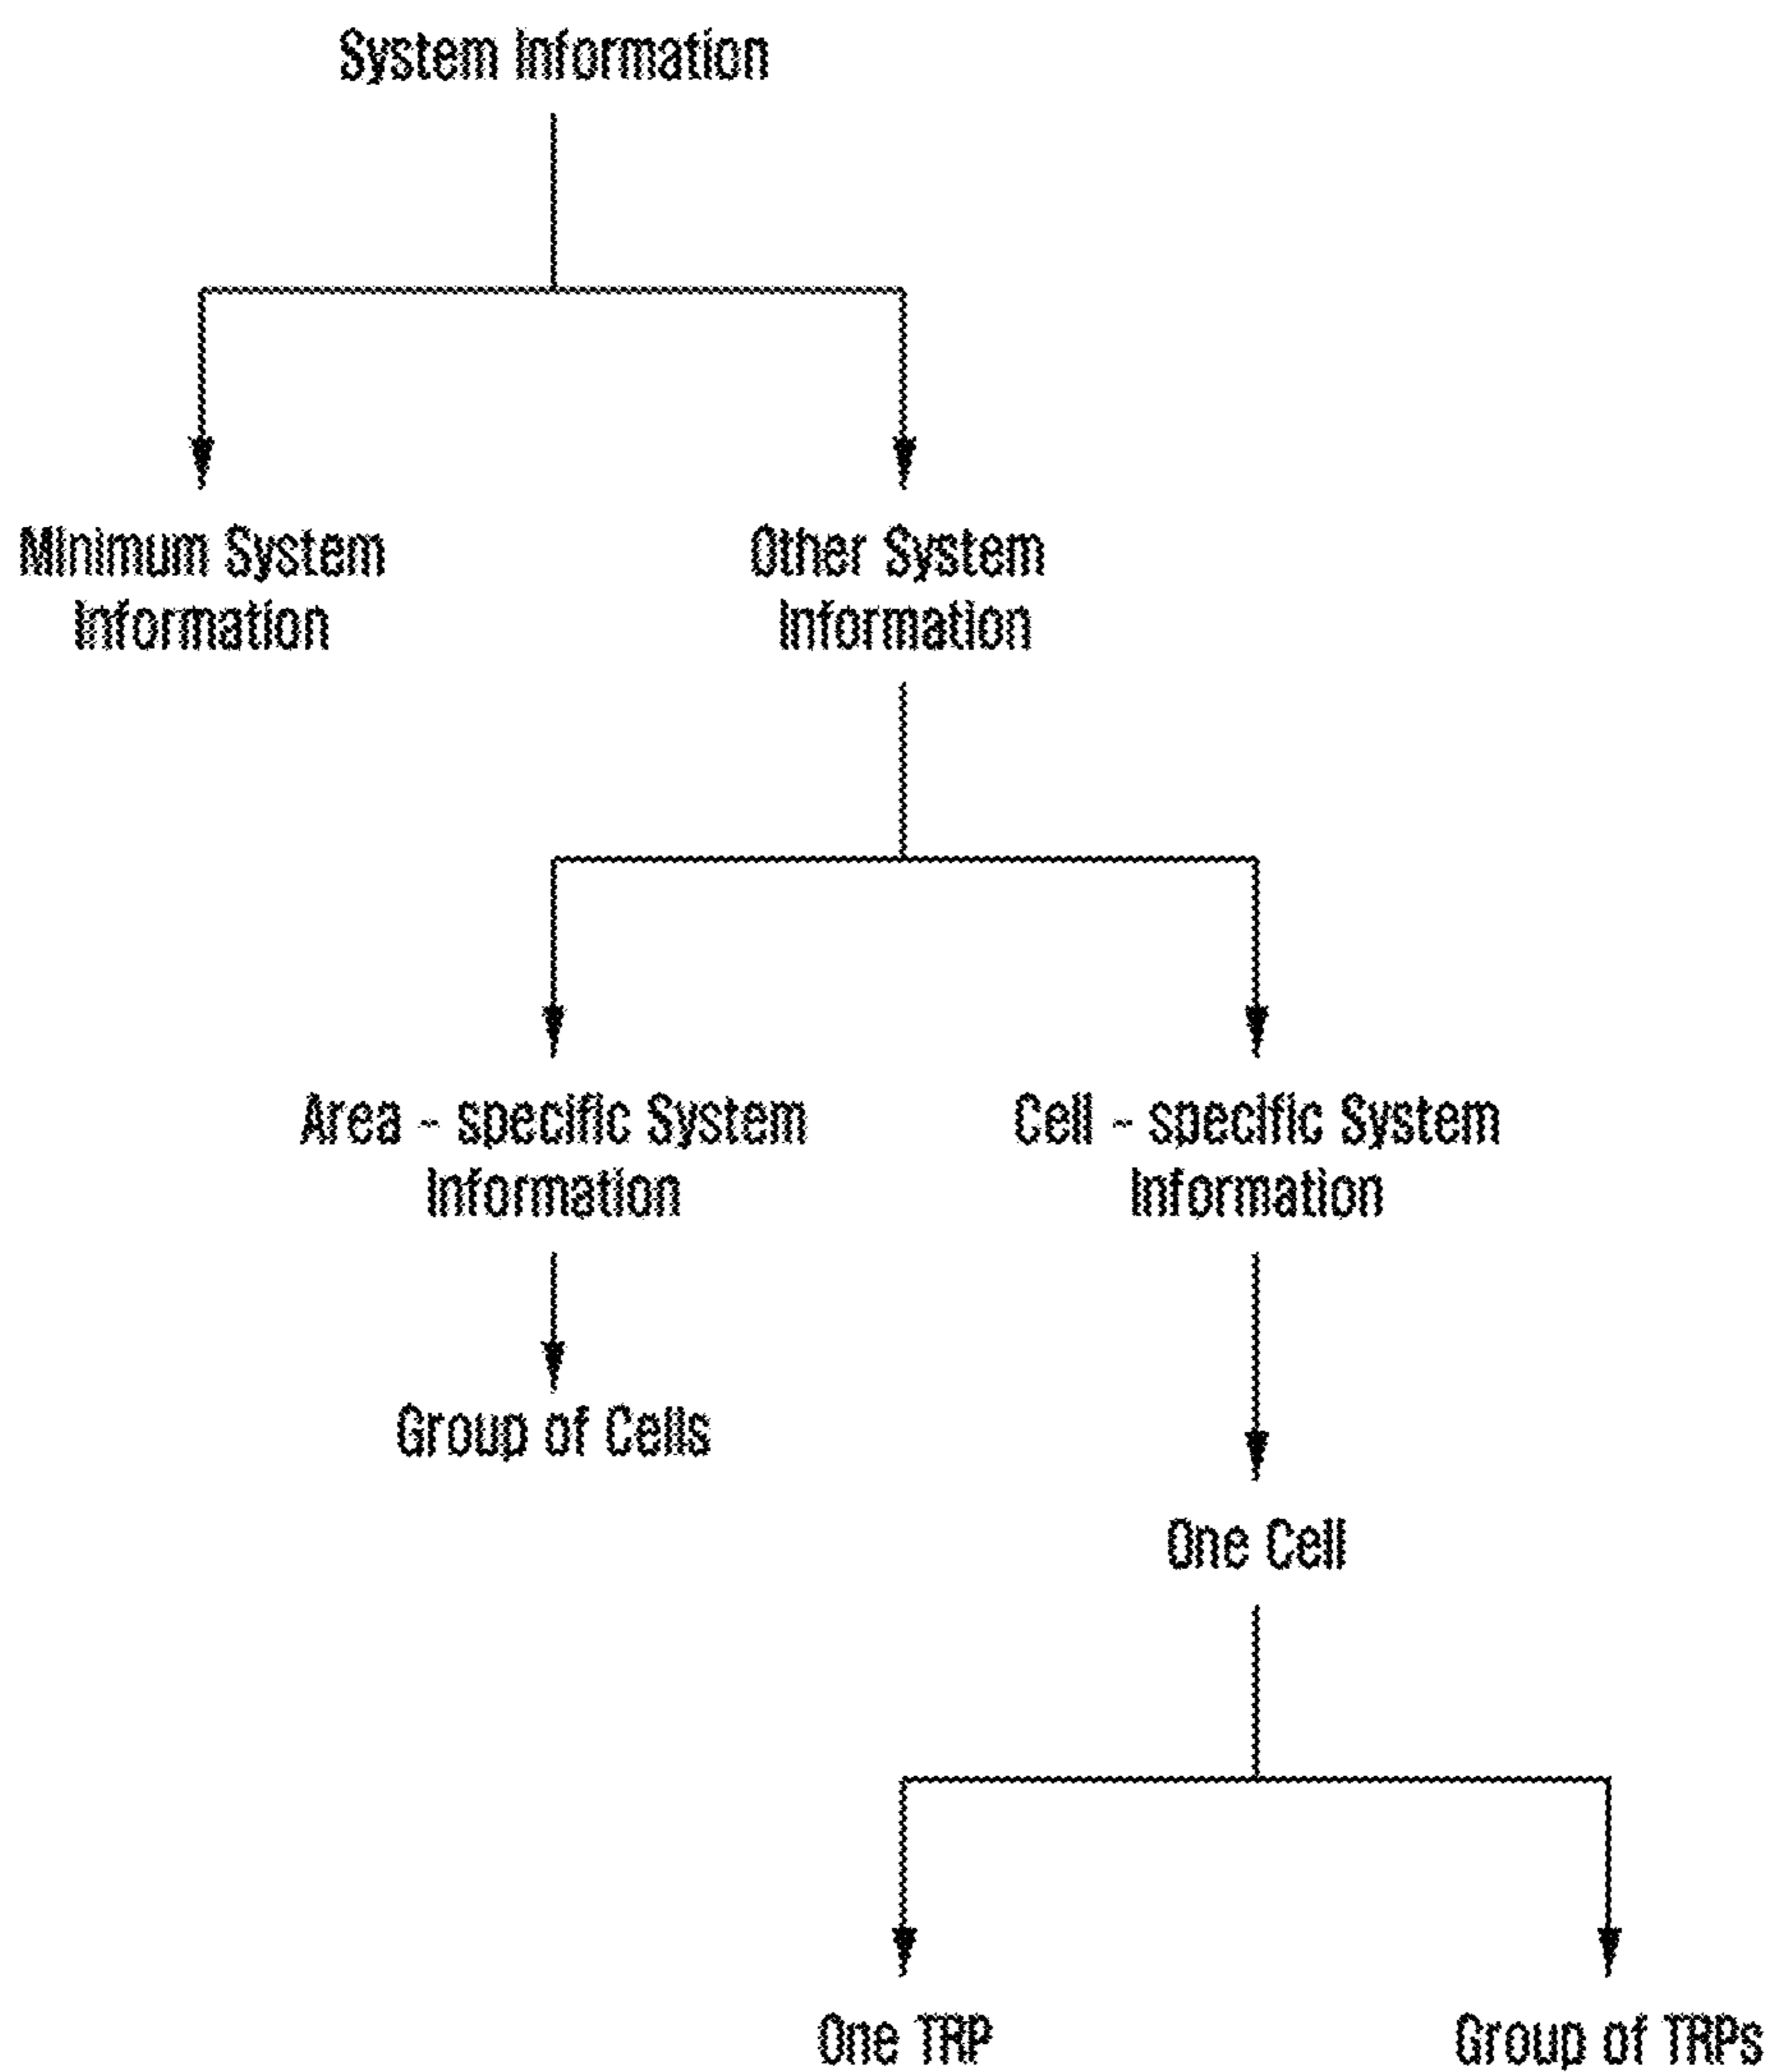 System Information
Minimum System
Information
Other System
Information
Area - specific System
Information
Cell - specific System
Information
Group of Cells
One Cell
One TRP
Group of TRPs